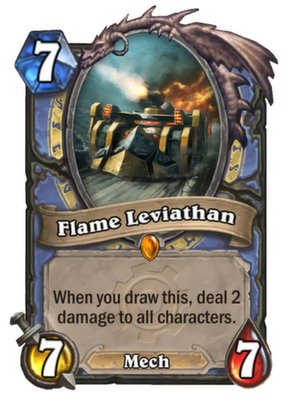 7
Flame Leviathan
When you draw this, deal 2
damage to all characters.
7
Mech
7